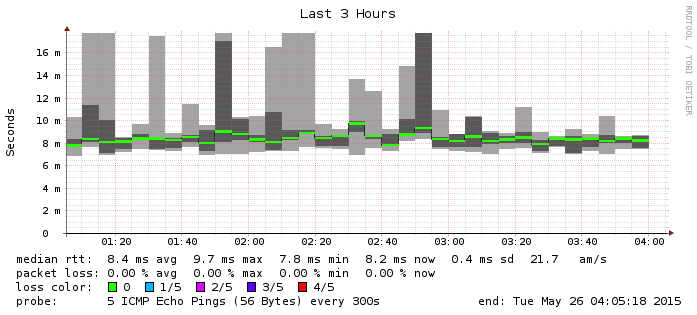 Last 3 Hours
RRDTOOL / TOBI OETIKER
Seconds
16 m
14 m
12 m
10 m
8 m
6 m
4 m
2 m
0
01:20 01:40 02:00 02:20 02:40 03:00 03:20 03:40 04:00
median rtt: 8.4 ms avg 9.7 ms max 7.8 ms min 8.2 ms now 0.4 ms sd 21.7 am/s
packet loss: 0.00 % avg 0.00 % max 0.00 % min 0.00 % now
loss color: 0 1/5 2/5 3/5 4/5
probe: 5 ICMP Echo Pings (56 Bytes) every 300s end: Tue May 26 04:05:18 2015